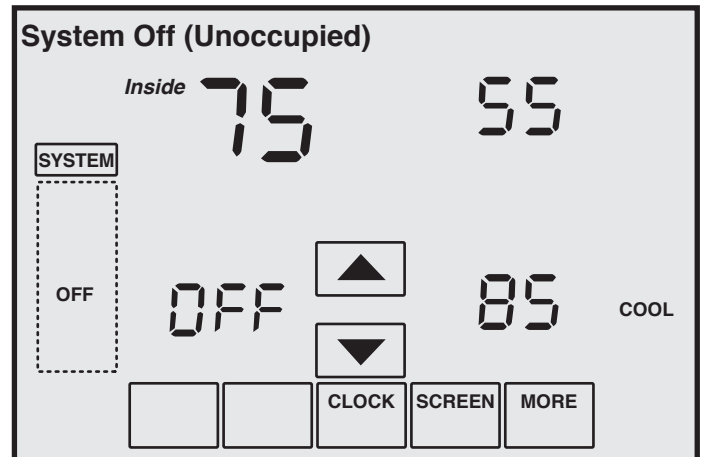 System Off (Unoccupied)
Inside 75 55
SYSTEM
OFF OFF 85 COOL
CLOCK SCREEN MORE